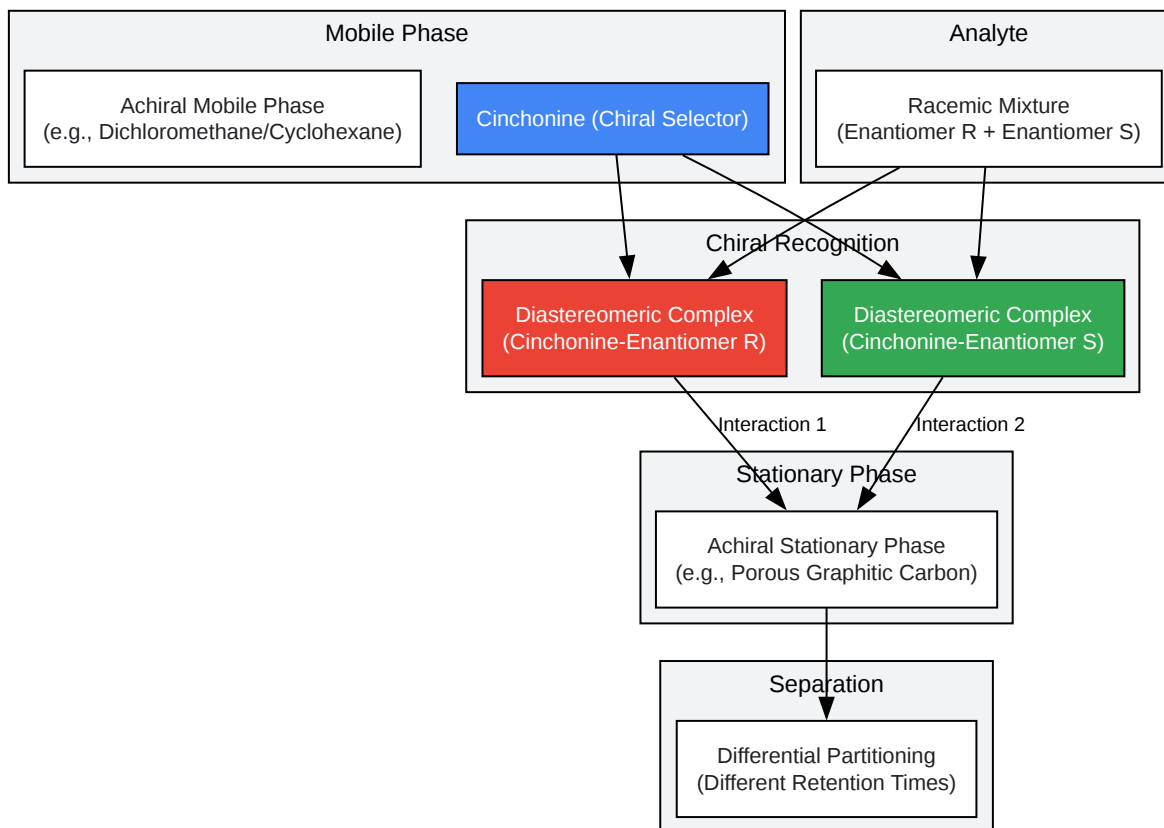 Mobile Phase
Achiral Mobile Phase
(e.g., Dichloromethane/Cyclohexane)
Cinchonine (Chiral Selector)
Analyte
Racemic Mixture
(Enantiomer R + Enantiomer S)
Chiral Recognition
Diastereomeric Complex
(Cinchonine-Enantiomer R)
Diastereomeric Complex
(Cinchonine-Enantiomer S)
Interaction 1
Interaction 2
Stationary Phase
Achiral Stationary Phase
(e.g., Porous Graphitic Carbon)
Separation
Differential Partitioning
(Different Retention Times)